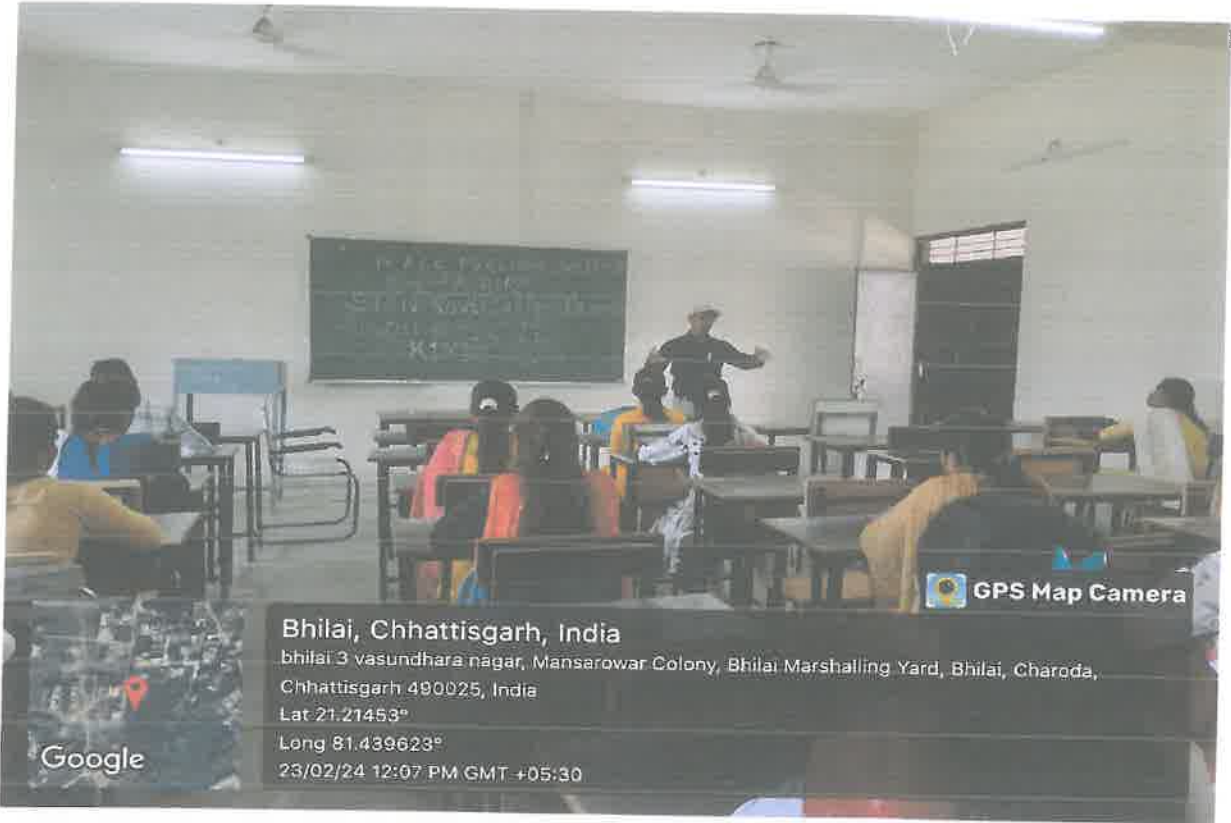 GPS Map Camera
Bhilai, Chhattisgarh, India
bhilai 3 vasundhara nagar, Mansarowar Colony, Bhilai Marshalling Yard, Bhilai, Charoda,
Chhattisgarh 490025, India
Lat 21.21453°
Long 81.439623°
23/02/24 12:07 PM GMT +05:30
Google